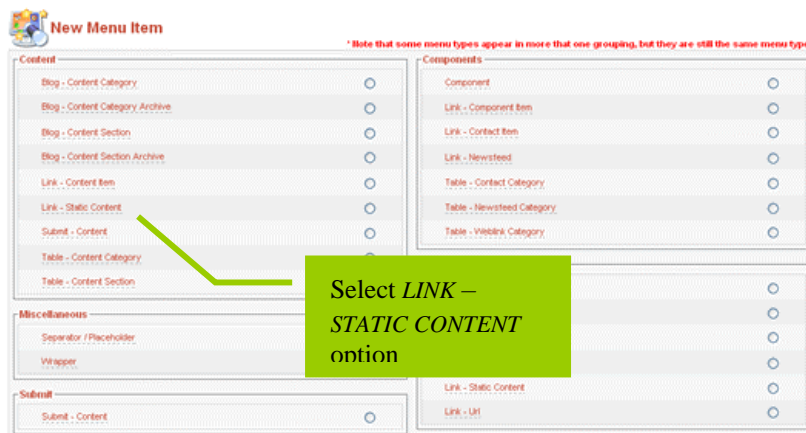 New Menu Item
* Note that some menu types appear in more that one grouping, but they are still the same menu type
Content
Blog - Content Category
Blog - Content Category Archive
Blog - Content Section
Blog - Content Section Archive
Link - Content Item
Link - Static Content
Submit - Content
Table - Content Category
Table - Content Section
Miscellaneous
Separator / Placeholder
Wrapper
Submit
Submit - Content
Components
Component
Link - Component Item
Link - Contact Item
Link - Newsfeed
Table - Contact Category
Table - Newsfeed Category
Table - Weblink Category
Link - Static Content
Link - Url
Select LINK –
STATIC CONTENT
option